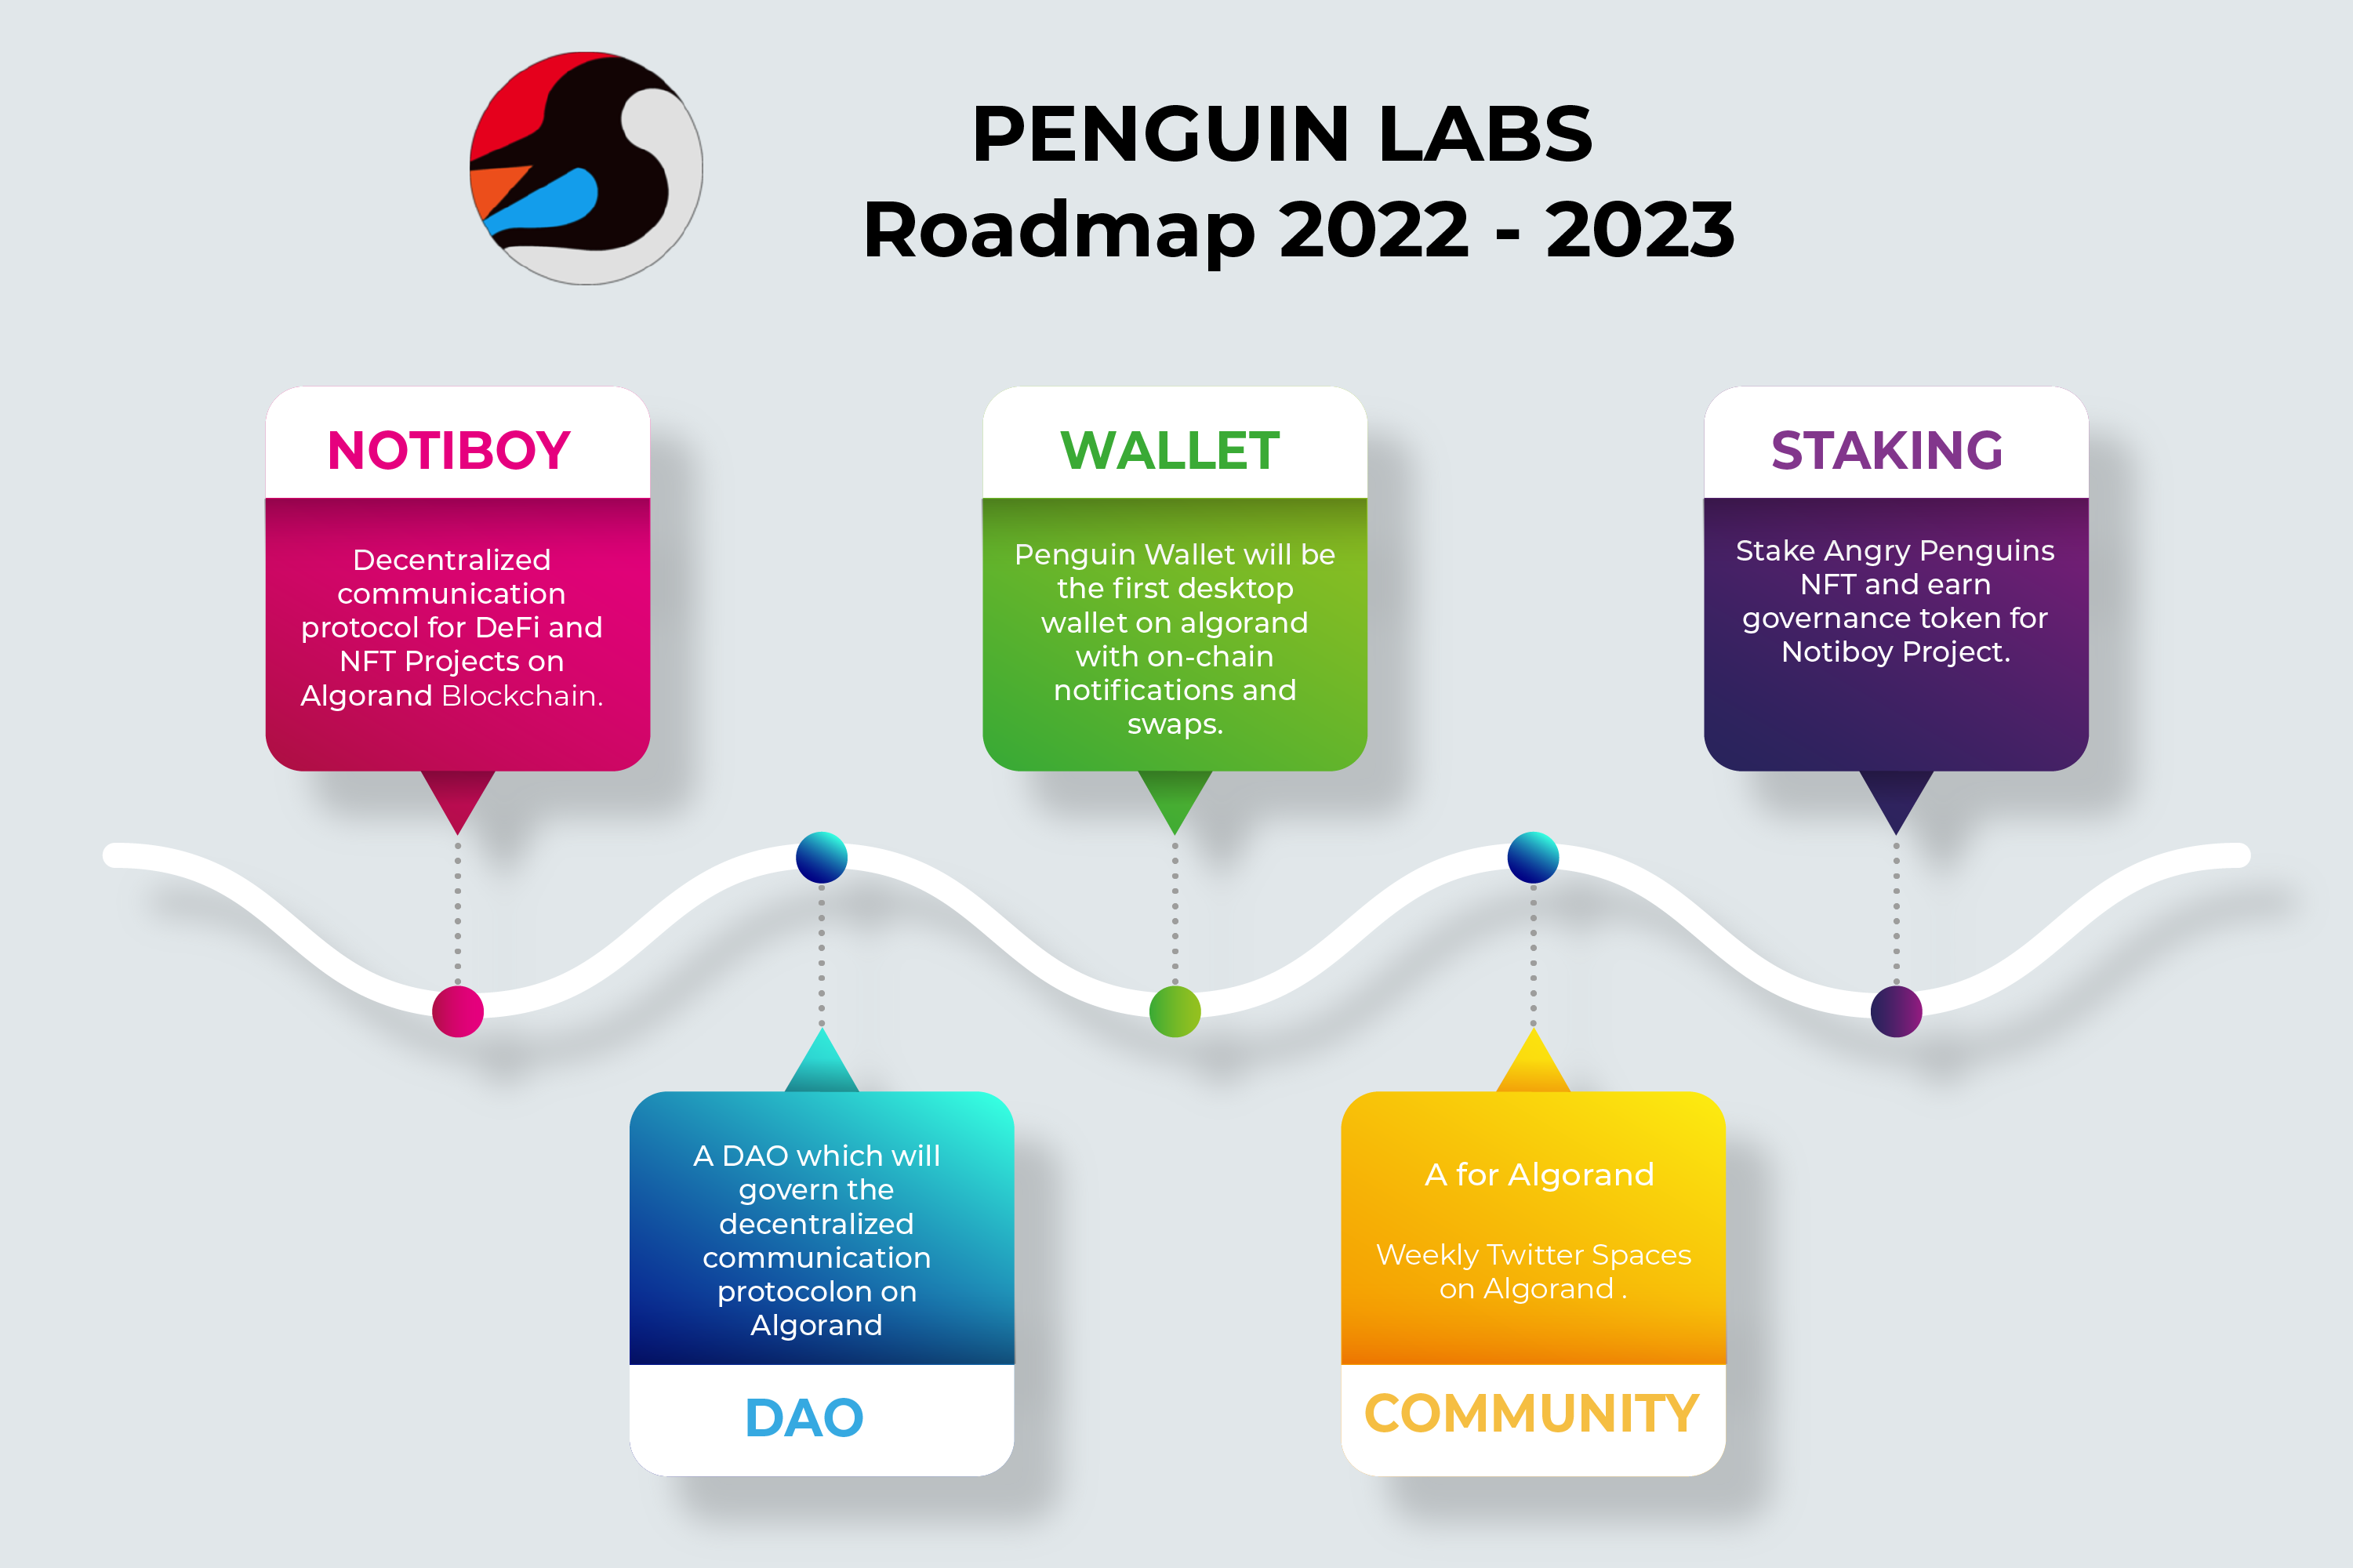 PENGUIN LABS
Roadmap 2022 - 2023
NOTIBOY
Decentralized
communication
protocol for DeFi and
NFT Projects on
Algorand Blockchain.
A DAO which will
govern the
decentralized
communication
protocolon on
Algorand
DAO
WALLET
Penguin Wallet will be
the first desktop
wallet on algorand
with on-chain
notifications and
swaps.
A for Algorand
Weekly Twitter Spaces
on Algorand .
COMMUNITY
STAKING
Stake Angry Penguins
NFT and earn
governance token for
Notiboy Project.